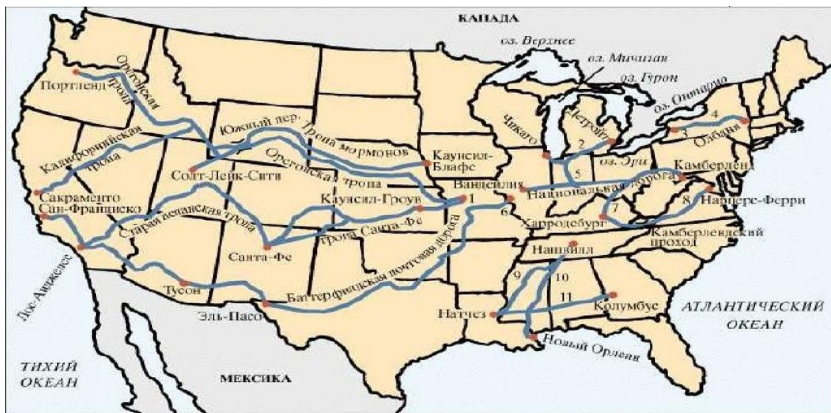 КАНАДА
оз. Верхнее
оз. Мичиган
оз. Гурон
оз. Онтарио
Портленд
Орегонская
тропа
Чикаго
Детройт
2
3
4
Олбани
Калифорнийская
тропа
Южный пер.
Тропа мормонов
Каунсил-
Блафс
оз. Эри
Камберленд
Солт-Лейк-Сити
Орегонская тропа
Вандейлия
5
Национальная дорога
Сакраменто
Сан-Франциско
Каунсил-Гроув
1
6
7
8
Харперс-Ферри
Старая испанская тропа
тропа Санта-Фе
Харродсбург
Камберлендский
проход
Нашвилл
Санта-Фе
Лос-Анджелес
9
10
11
Тусон
Баттерфилдская почтовая дорога
Колумбус
Эль-Пасо
Натчез
АТЛАНТИЧЕСКИЙ
ОКЕАН
Новый Орлеан
ТИХИЙ
ОКЕАН
МЕКСИКА